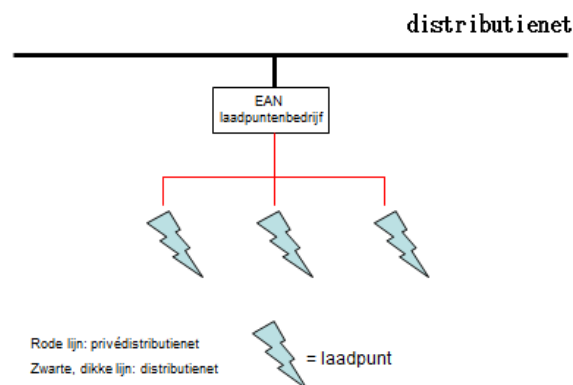 distributienet
EAN
laadpuntenbedrijf
Rode lijn: privédistributienet
Zwarte, dikke lijn: distributienet
= laadpunt